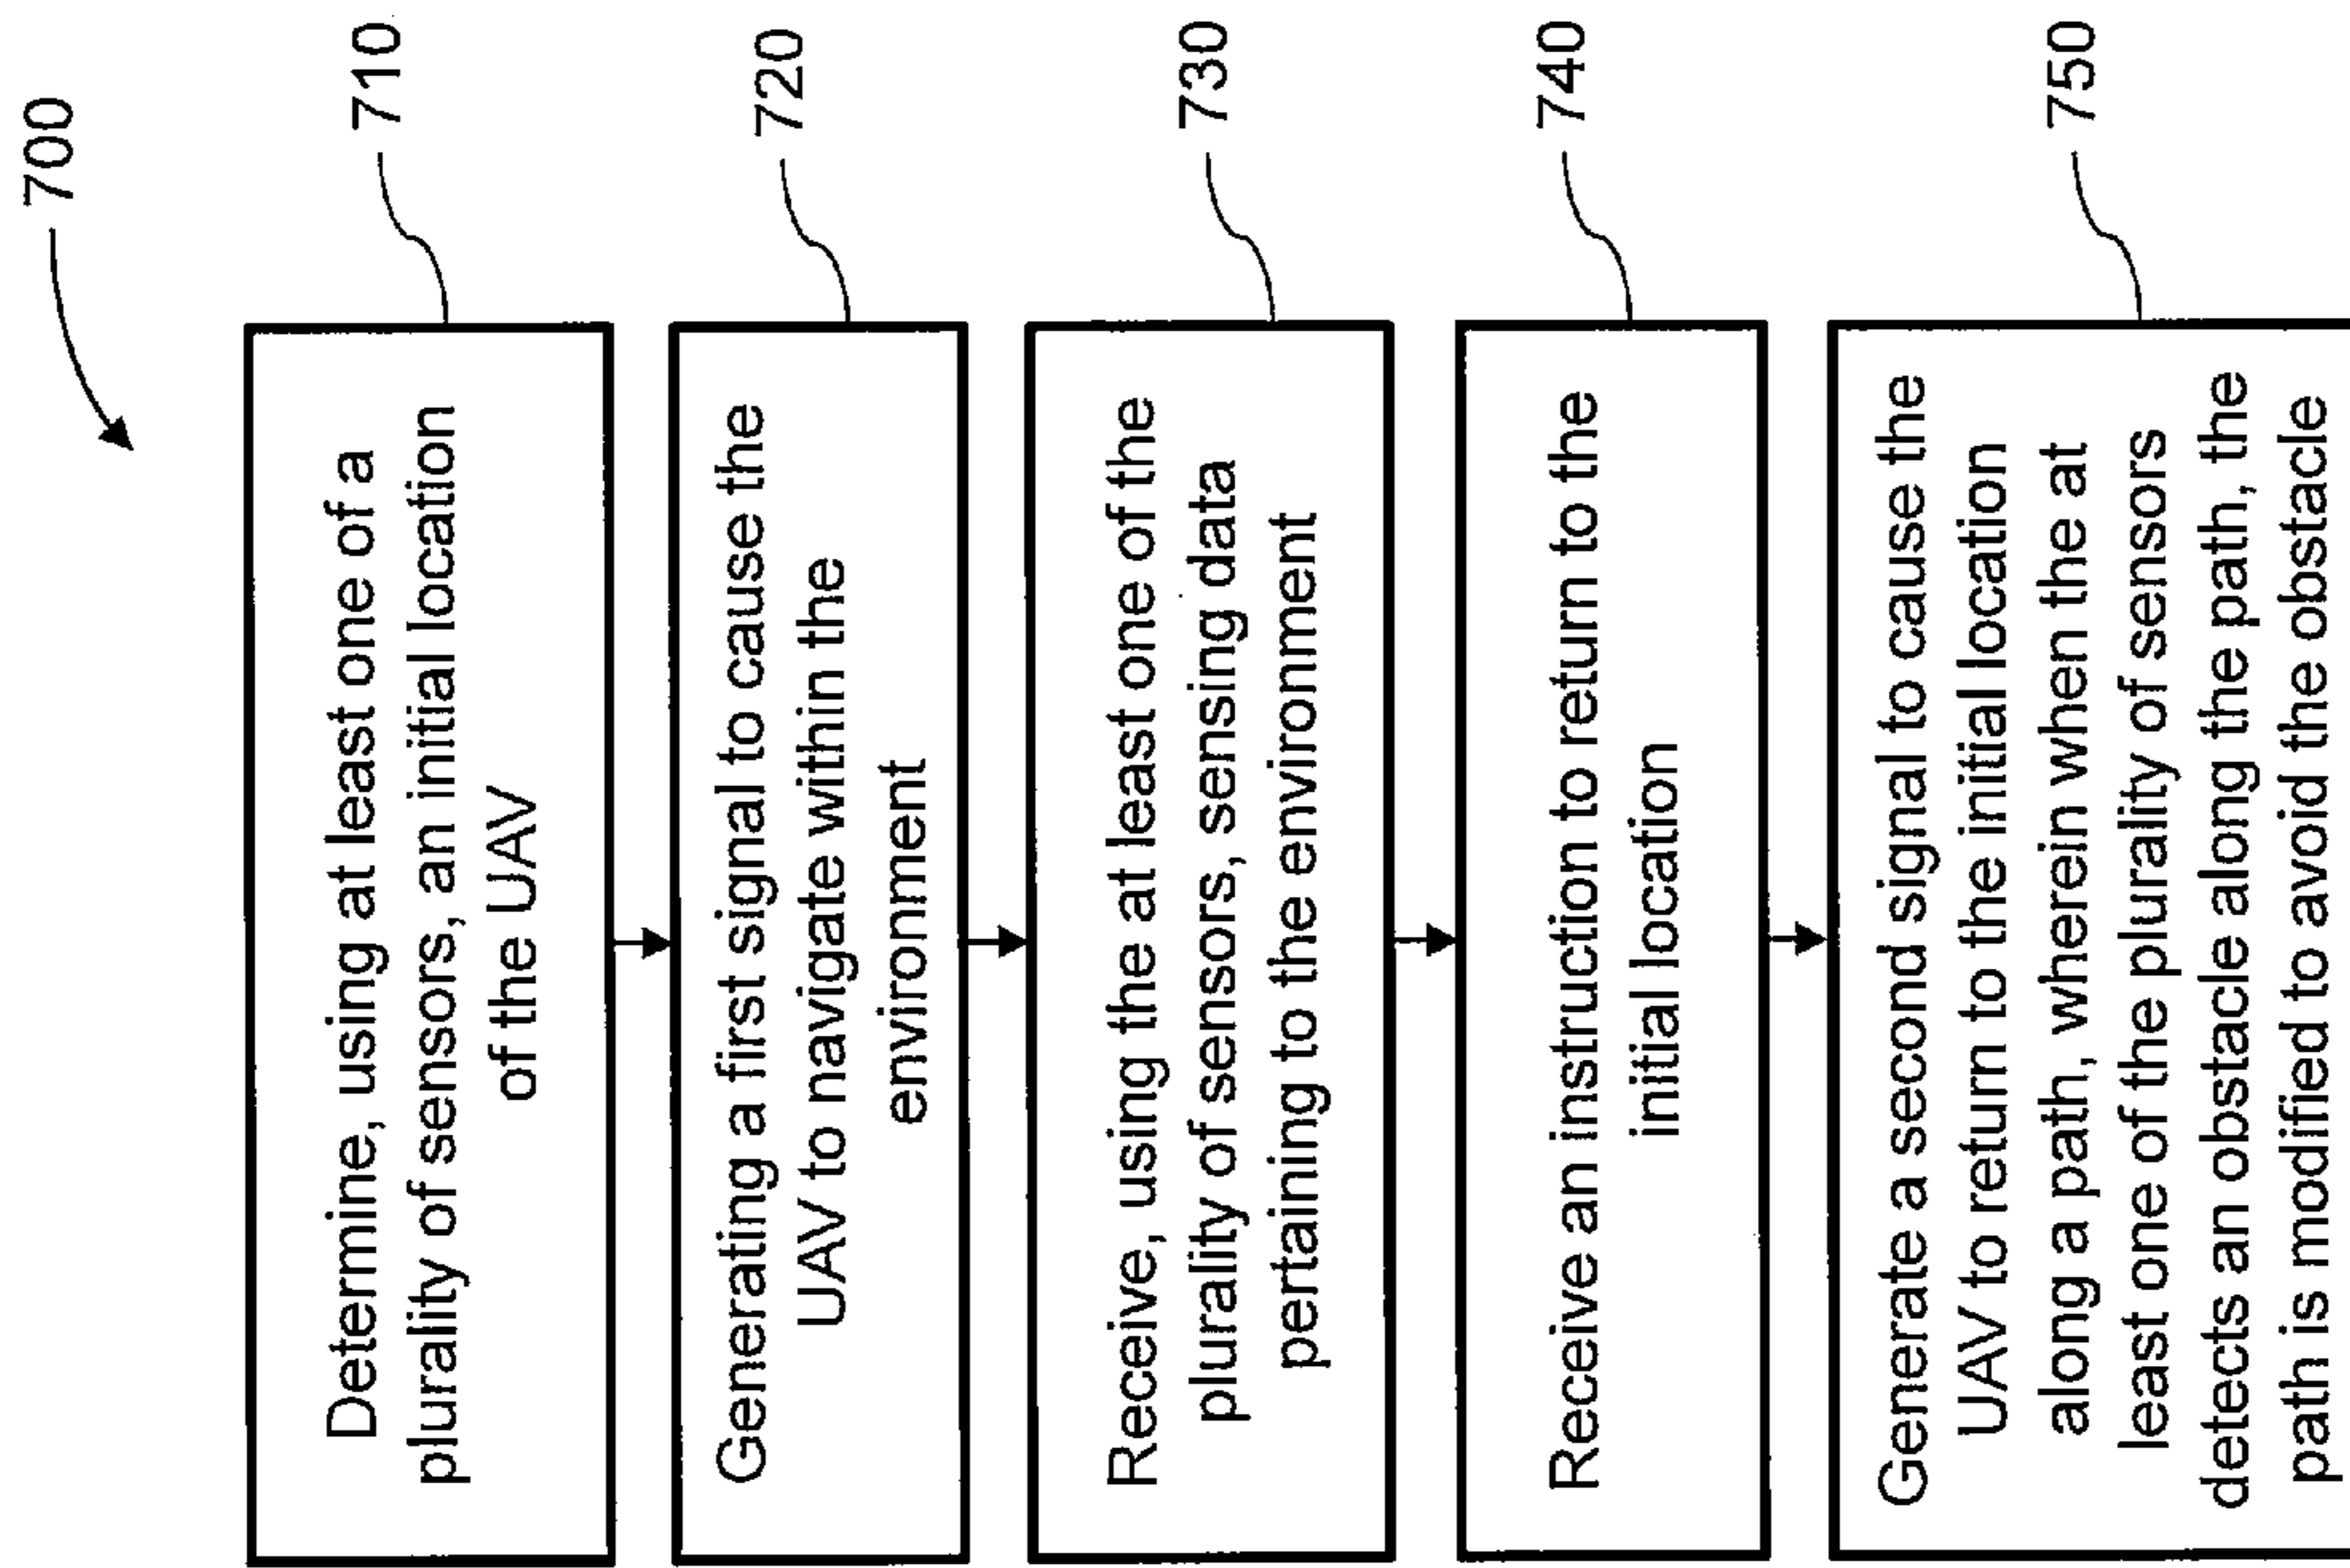 700
Determine, using at least one of a
plurality of sensors, an initial location
of the UAV
710
Generating a first signal to cause the
UAV to navigate within the
environment
720
Receive, using the at least one of the
plurality of sensors, sensing data
pertaining to the environment
730
Receive an instruction to return to the
initial location
740
Generate a second signal to cause the
UAV to return to the initial location
along a path, wherein when the at
least one of the plurality of sensors
detects an obstacle along the path, the
path is modified to avoid the obstacle
750